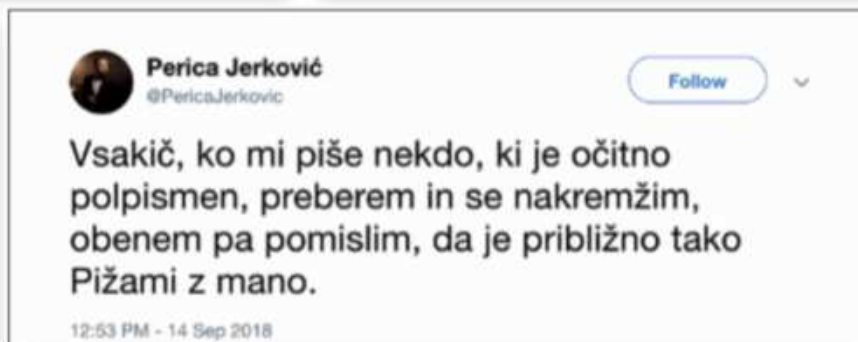 Perica Jerković
@PericaJerkovic
Follow
Vsakič, ko mi piše nekdo, ki je očitno
polpismen, preberem in se nakremžim,
obenem pa pomislim, da je približno tako
Pižami z mano.
12:53 PM - 14 Sep 2018